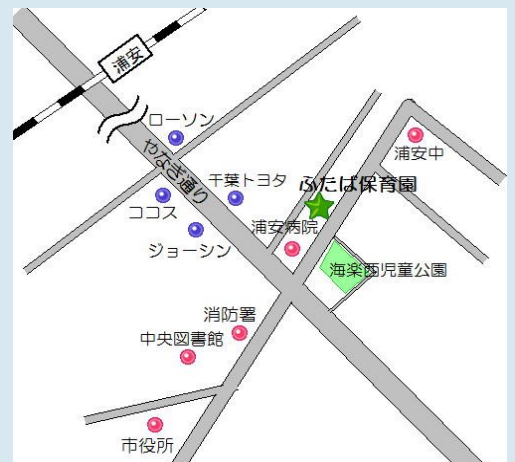 浦安
ローソン
やなぎ通り
浦安中
千葉トヨタ
ふたば保育園
ココス
浦安病院
ジョーシン
海楽西児童公園
消防署
中央図書館
市役所